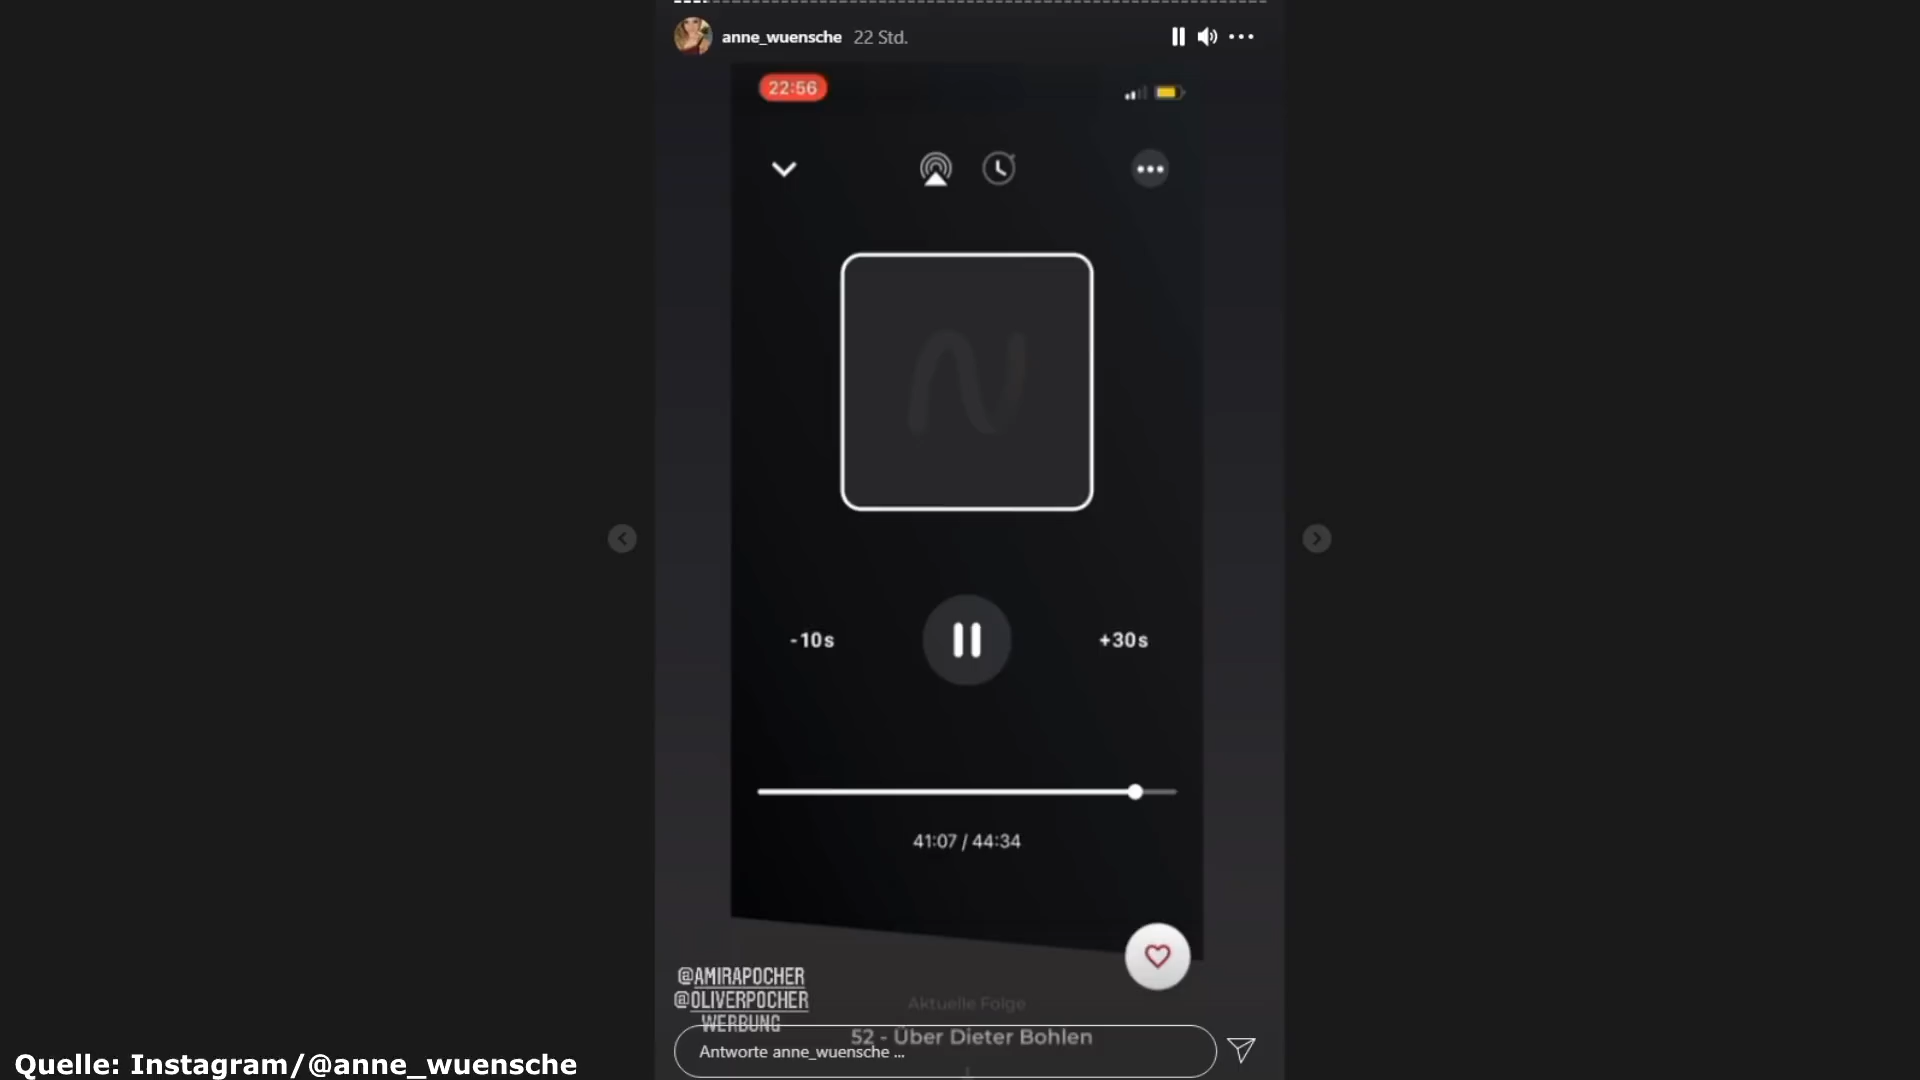 anne_wuensche 22 Std.
22:56
-10s
+30s
41:07 / 44:34
@AMIRAPOCHER
@OLIVERPOCHER
WERBUNG
Aktuelle Folge
52 - Über Dieter Bohlen
Antworte anne_wuensche ...
Quelle: Instagram/@anne_wuensche